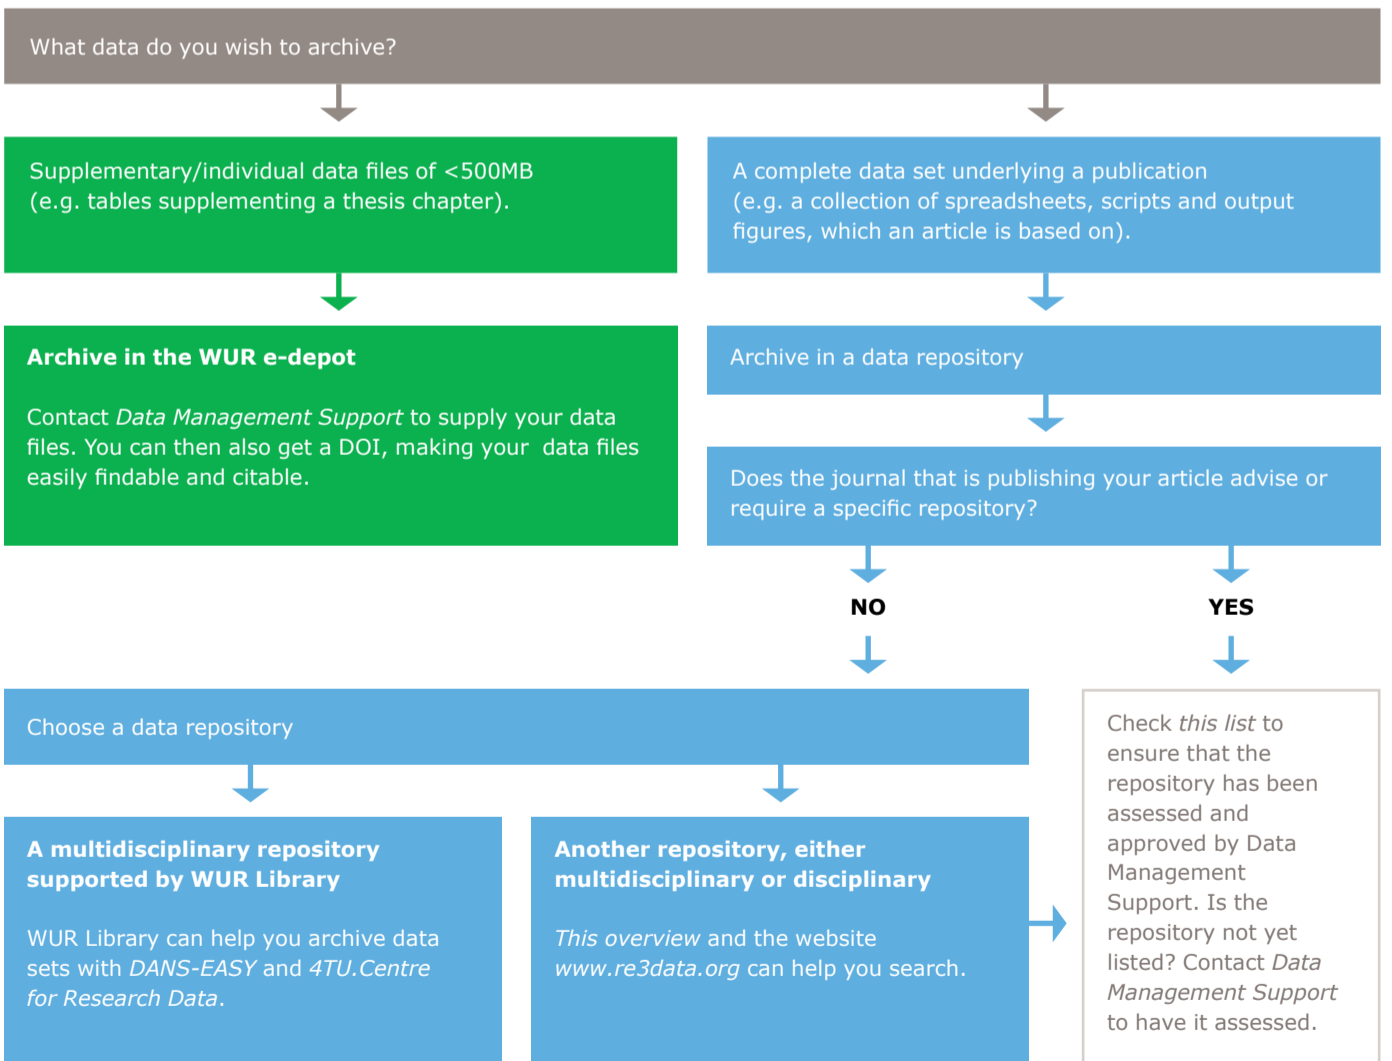 What data do you wish to archive?
Supplementary/individual data files of <500MB
(e.g. tables supplementing a thesis chapter).
A complete data set underlying a publication
(e.g. a collection of spreadsheets, scripts and output
figures, which an article is based on).
Archive in the WUR e-depot
Contact Data Management Support to supply your data
files. You can then also get a DOI, making your  data files
easily findable and citable.
Archive in a data repository
Does the journal that is publishing your article advise or
require a specific repository?
NO
YES
Choose a data repository
A multidisciplinary repository
supported by WUR Library
WUR Library can help you archive data
sets with DANS-EASY and 4TU.Centre
for Research Data.
Another repository, either
multidisciplinary or disciplinary
This overview and the website
www.re3data.org can help you search.
Check this list to
ensure that the
repository has been
assessed and
approved by Data
Management
Support. Is the
repository not yet
listed? Contact Data
Management Support
to have it assessed.